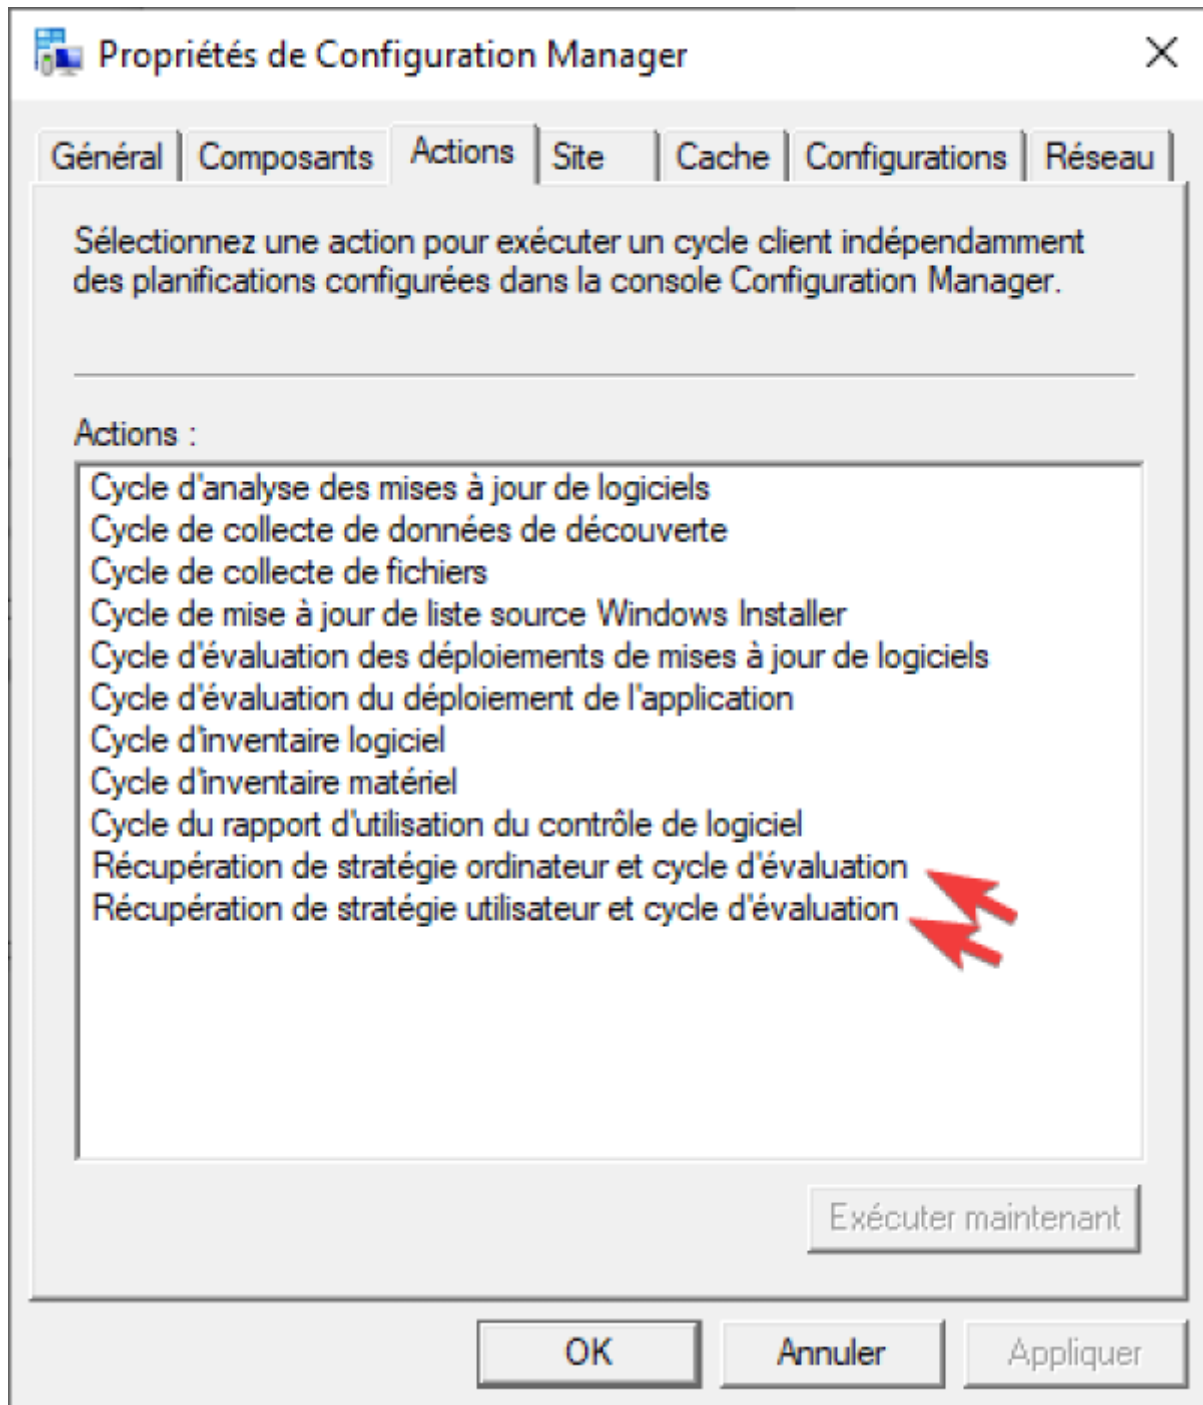 Propriétés de Configuration Manager
Général Composants Actions Site Cache Configurations Réseau
Sélectionnez une action pour exécuter un cycle client indépendamment
des planifications configurées dans la console Configuration Manager.
Actions :
Cycle d'analyse des mises à jour de logiciels
Cycle de collecte de données de découverte
Cycle de collecte de fichiers
Cycle de mise à jour de liste source Windows Installer
Cycle d'évaluation des déploiements de mises à jour de logiciels
Cycle d'évaluation du déploiement de l'application
Cycle d'inventaire logiciel
Cycle d'inventaire matériel
Cycle du rapport d'utilisation du contrôle de logiciel
Récupération de stratégie ordinateur et cycle d'évaluation
Récupération de stratégie utilisateur et cycle d'évaluation
Exécuter maintenant
OK Annuler Appliquer